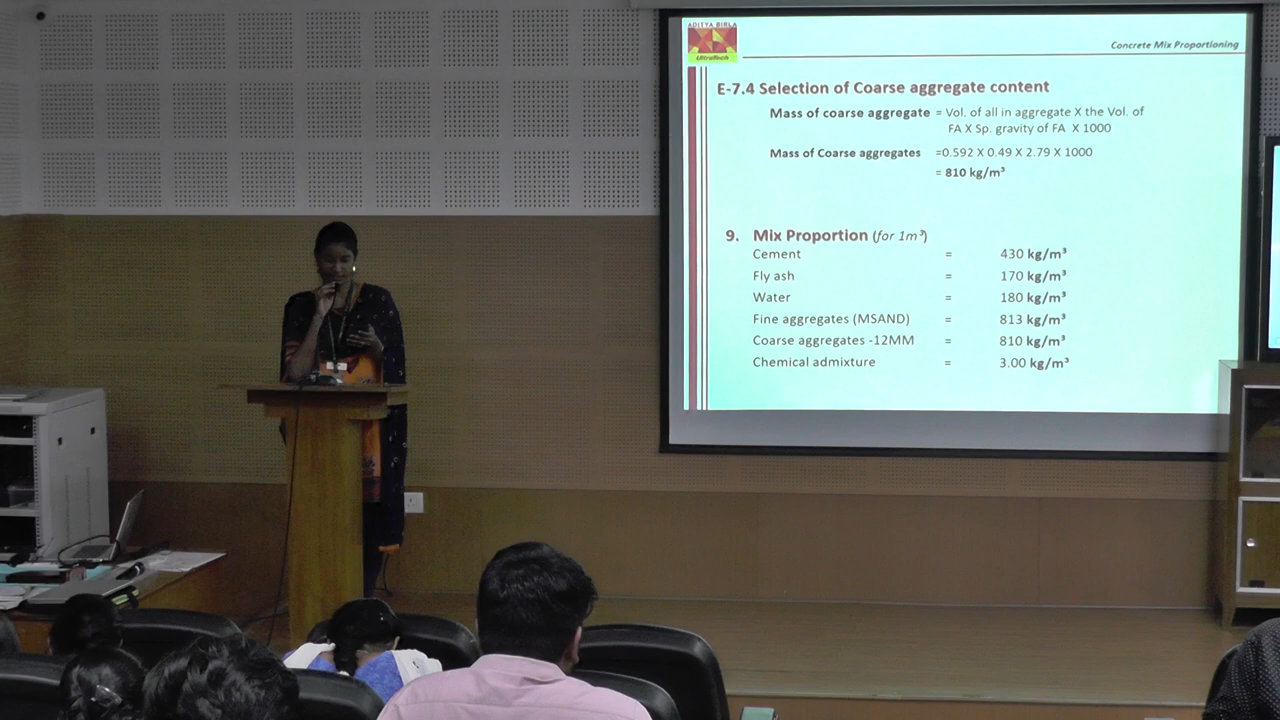 ADITYA BIRLA
UltraTech
Concrete Mix Proportioning
E-7.4 Selection of Coarse aggregate content
Mass of coarse aggregate = Vol. of all in aggregate X the Vol. of
FA X Sp. gravity of FA X 1000
Mass of Coarse aggregates =0.592 X 0.49 X 2.79 X 1000
= 810 kg/m³
9. Mix Proportion (for 1m³)
Cement = 430 kg/m³
Fly ash = 170 kg/m³
Water = 180 kg/m³
Fine aggregates (MSAND) = 813 kg/m³
Coarse aggregates -12MM = 810 kg/m³
Chemical admixture = 3.00 kg/m³